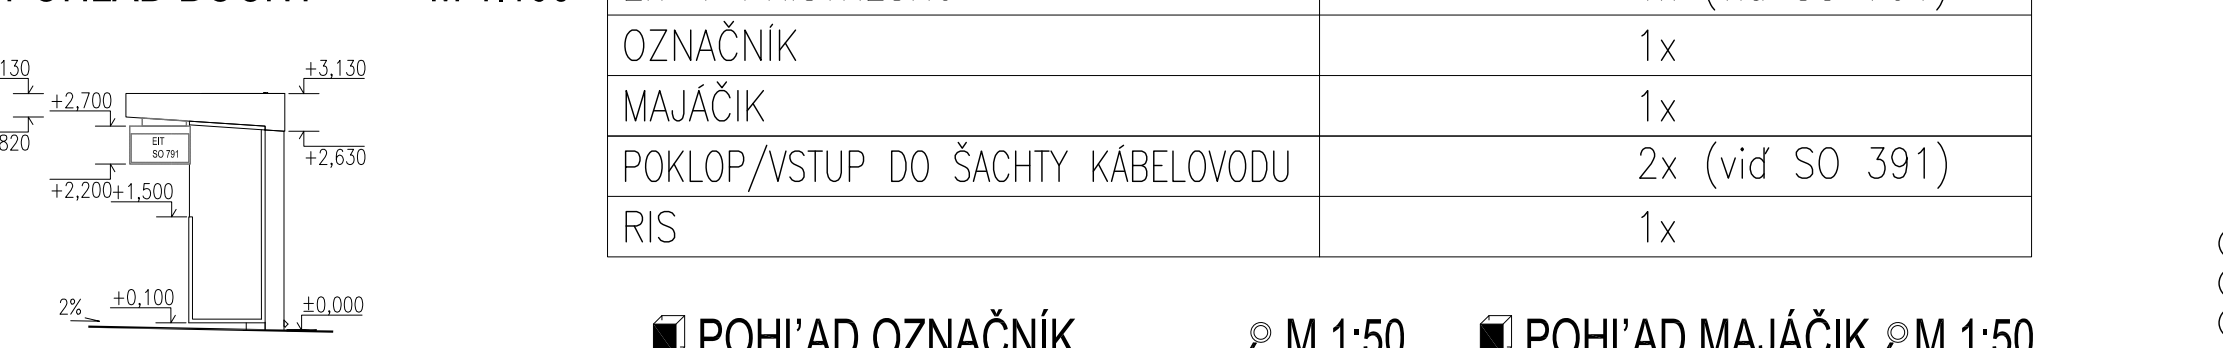 +3,130
+2,700
EIT
SO 791
+2,630
+2,200
+1,500
2%
+0,100
±0,000
OZNAČNÍK 1x
MAJÁČIK 1x
POKLOP/VSTUP DO ŠACHTY KÁBELOVODU 2x (viď SO 391)
RIS 1x
POHĽAD OZNAČNÍK M 1:50
POHĽAD MAJÁČIK M 1:50